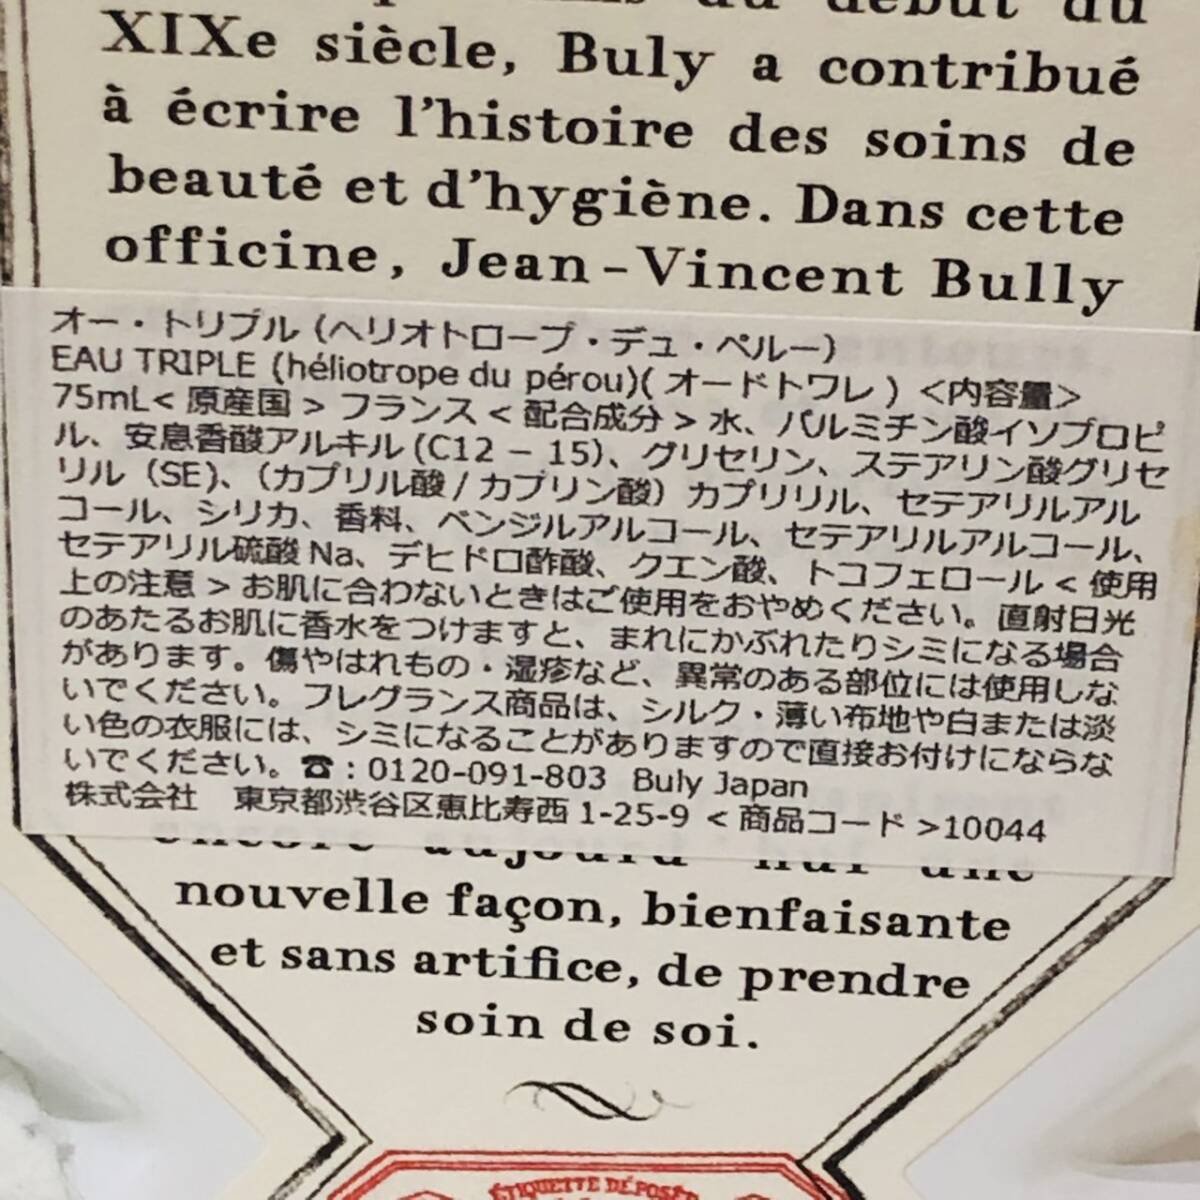 début du
XIXe siècle, Buly a contribué
à écrire l'histoire des soins de
beauté et d'hygiène. Dans cette
officine, Jean-Vincent Bully
オー・トリプル（ヘリオトロープ・デュ・ペルー）
EAU TRIPLE (héliotrope du pérou)( オードトワレ ) <内容量>
75mL< 原産国 > フランス < 配合成分 > 水、パルミチン酸イソプロピ
ル、安息香酸アルキル (C12 – 15)、グリセリン、ステアリン酸グリセ
リル（SE)、（カプリル酸 / カプリン酸）カプリリル、セテアリルアル
コール、シリカ、香料、ベンジルアルコール、セテアリルアルコール、
セテアリル硫酸 Na、デヒドロ酢酸、クエン酸、トコフェロール < 使用
上の注意 > お肌に合わないときはご使用をおやめください。直射日光
のあたるお肌に香水をつけますと、まれにかぶれたりシミになる場合
があります。傷やはれもの・湿疹など、異常のある部位には使用しな
いでください。フレグランス商品は、シルク・薄い布地や白または淡
い色の衣服には、シミになることがありますので直接お付けにならな
いでください。☎ : 0120-091-803 Buly Japan
株式会社　東京都渋谷区恵比寿西 1-25-9 < 商品コード >10044
encore aujourd'hui une
nouvelle façon, bienfaisante
et sans artifice, de prendre
soin de soi.
ÉTIQUETTE DÉPOSÉE